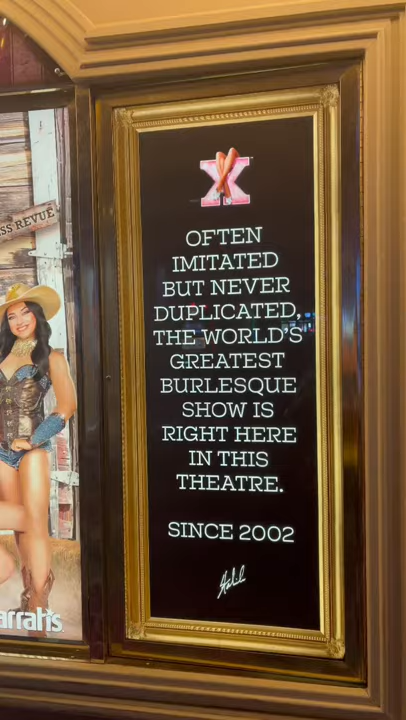 SS REVUE
X
OFTEN
IMITATED
BUT NEVER
DUPLICATED,
THE WORLD'S
GREATEST
BURLESQUE
SHOW IS
RIGHT HERE
IN THIS
THEATRE.
SINCE 2002
arrah's